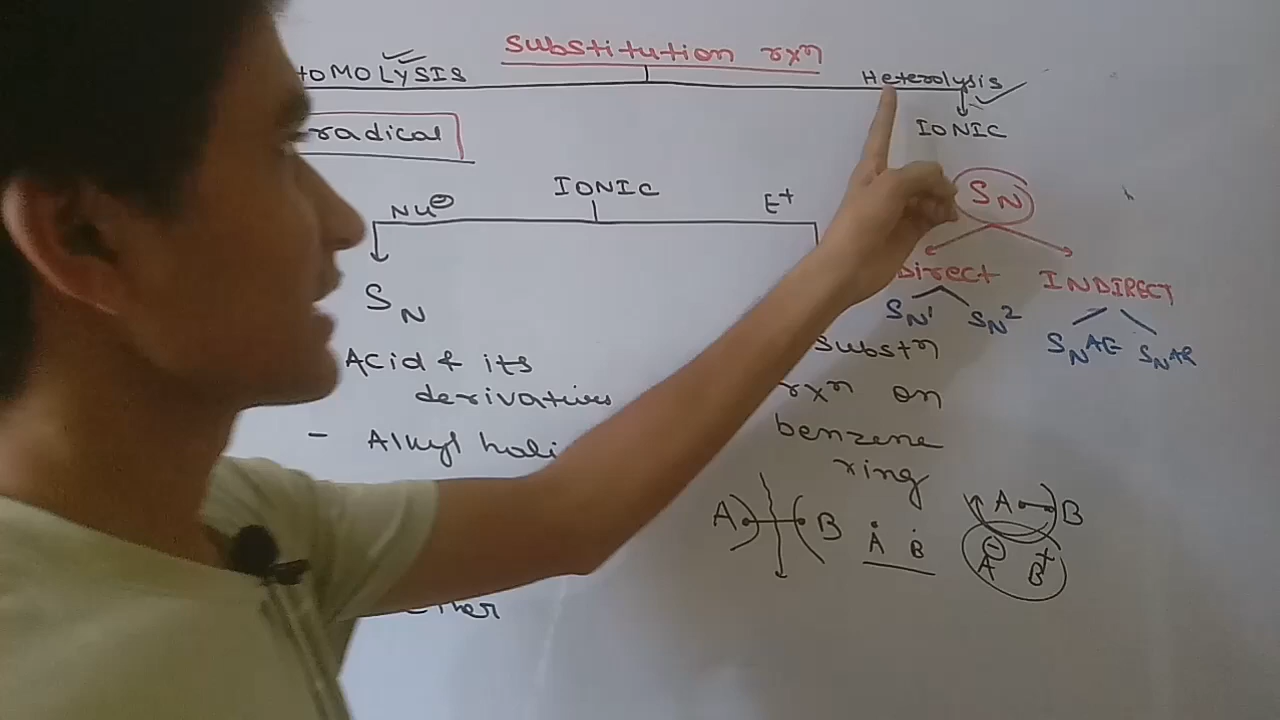 Substitution rxn
HOMOLYSIS
Heterolysis
radical
IONIC
IONIC
Nu⊖
E+
SN
SN
Direct
INDIRECT
SN1 SN2
SNAE SNAR
Acid & its
derivatives
- Alkyl hali
substn
rxn on
benzene
ring
A B
A B
A B
A⊖ B+
ether